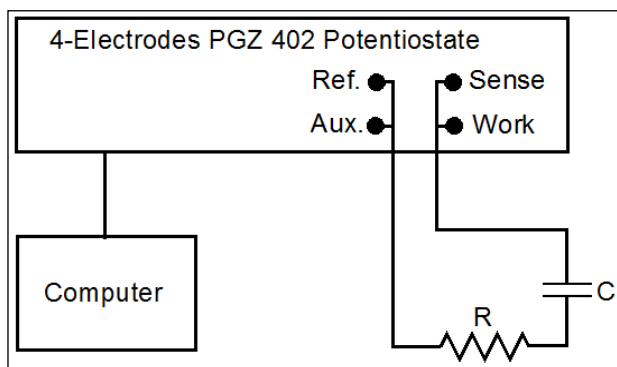 4-Electrodes PGZ 402 Potentiostate
Ref. Sense
Aux. Work
Computer
R
C